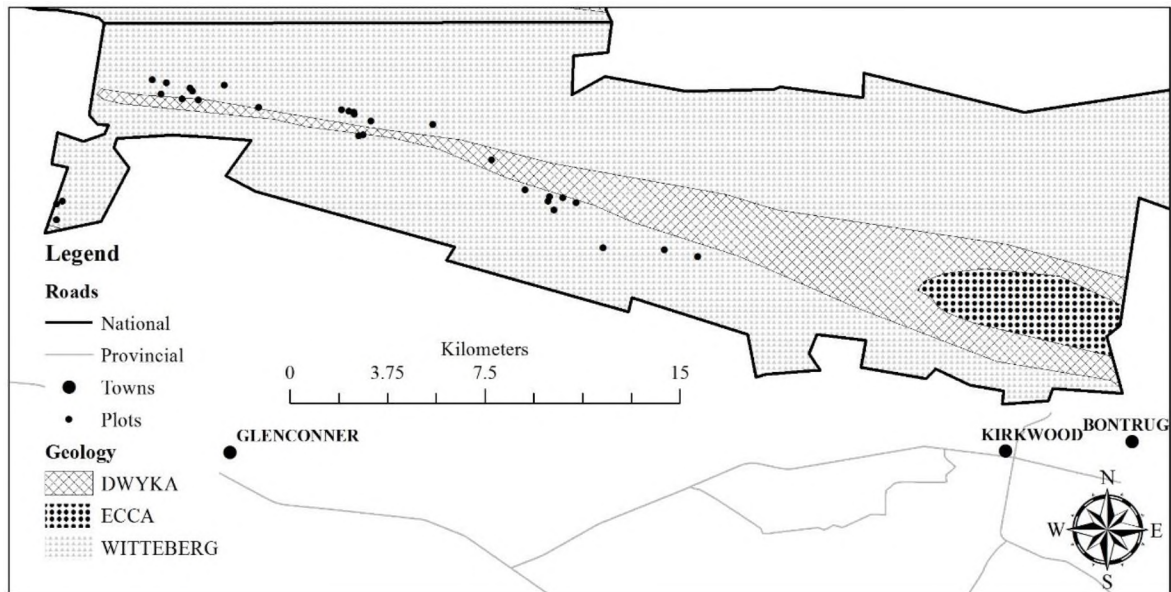 Legend
Roads
National
Provincial
Towns
Plots
Geology
DWYKA
ECCA
WITTEBERG
Kilometers
0 3.75 7.5 15
GLENCONNER
KIRKWOOD
BONTRUG
N
W E
S